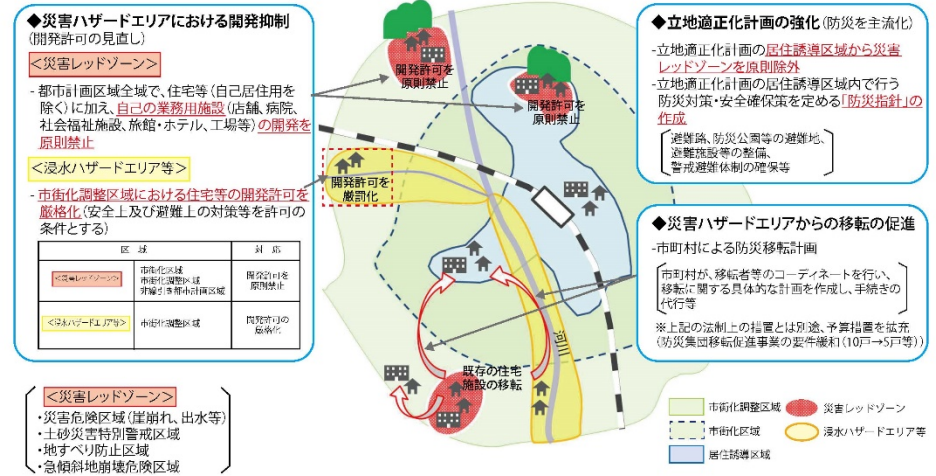 ◆災害ハザードエリアにおける開発抑制
(開発許可の見直し)
<災害レッドゾーン>
- 都市計画区域全域で、住宅等(自己居住用を
除く)に加え、自己の業務用施設(店舗、病院、
社会福祉施設、旅館・ホテル、工場等)の開発を
原則禁止
<浸水ハザードエリア等>
- 市街化調整区域における住宅等の開発許可を
厳格化(安全上及び避難上の対策等を許可の
条件とする)
区 域 対 応
<災害レッドゾーン>
市街化区域
市街化調整区域
非線引き都市計画区域
開発許可を
原則禁止
<浸水ハザードエリア等>
市街化調整区域
開発許可の
厳格化
<災害レッドゾーン>
・災害危険区域(崖崩れ、出水等)
・土砂災害特別警戒区域
・地すべり防止区域
・急傾斜地崩壊危険区域
開発許可を
原則禁止
開発許可を
原則禁止
開発許可を
厳罰化
河川
既存の住宅
施設の移転
◆立地適正化計画の強化(防災を主流化)
-立地適正化計画の居住誘導区域から災害
レッドゾーンを原則除外
-立地適正化計画の居住誘導区域内で行う
防災対策・安全確保策を定める「防災指針」の
作成
避難路、防災公園等の避難地、
避難施設等の整備、
警戒避難体制の確保等
◆災害ハザードエリアからの移転の促進
-市町村による防災移転計画
市町村が、移転者等のコーディネートを行い、
移転に関する具体的な計画を作成し、手続きの
代行等
※上記の法制上の措置とは別途、予算措置を拡充
(防災集団移転促進事業の要件緩和(10戸→5戸等))
市街化調整区域
災害レッドゾーン
市街化区域
浸水ハザードエリア等
居住誘導区域